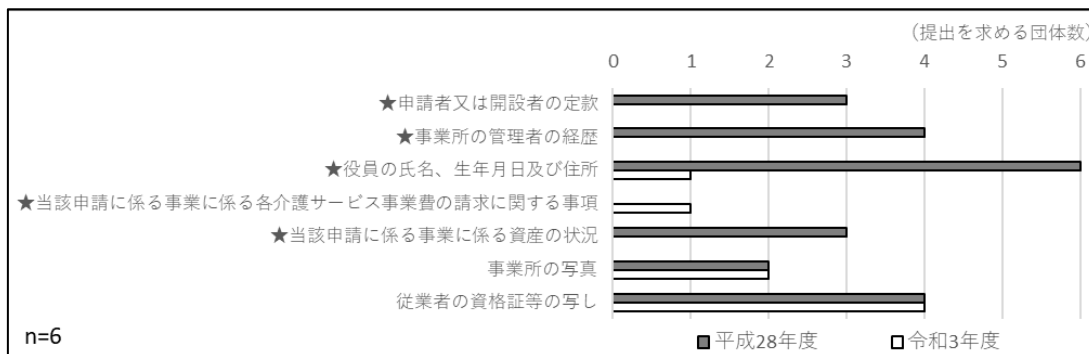 （提出を求める団体数）
0 1 2 3 4 5 6
★申請者又は開設者の定款
★事業所の管理者の経歴
★役員の氏名、生年月日及び住所
★当該申請に係る事業に係る各介護サービス事業費の請求に関する事項
★当該申請に係る事業に係る資産の状況
事業所の写真
従業者の資格証等の写し
n=6
平成28年度 令和3年度